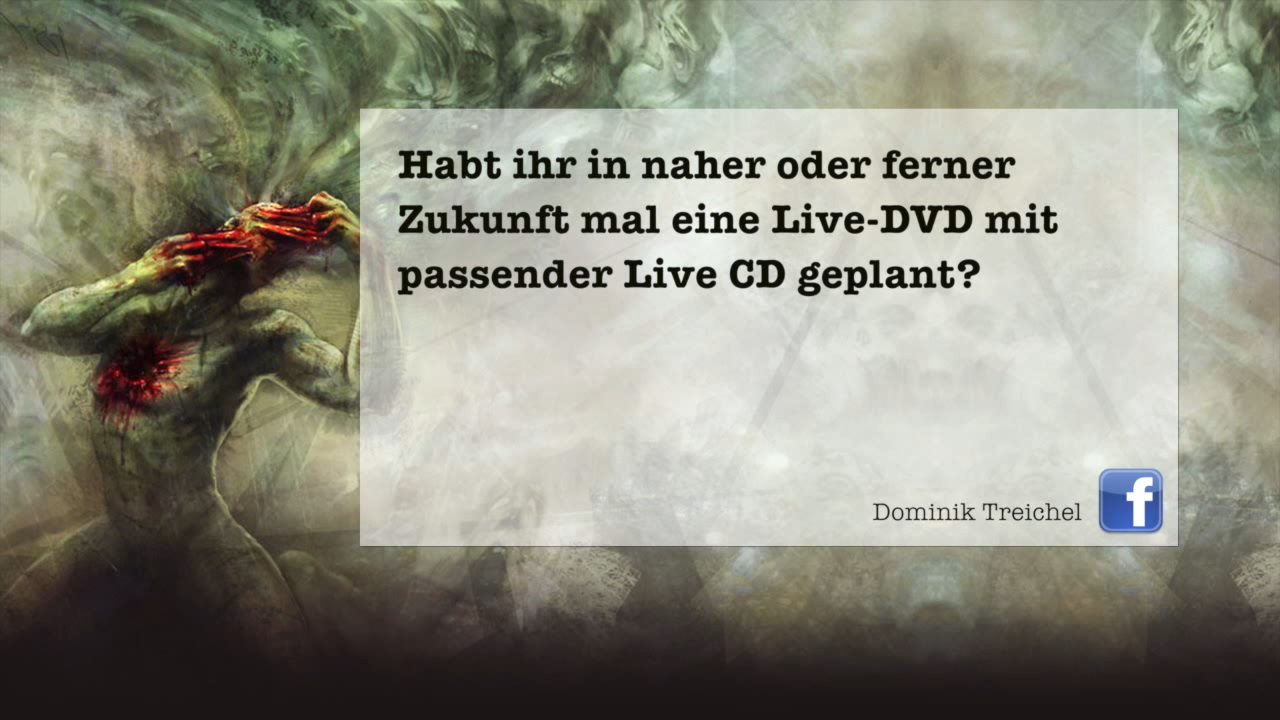 Habt ihr in naher oder ferner
Zukunft mal eine Live-DVD mit
passender Live CD geplant?
Dominik Treichel
f